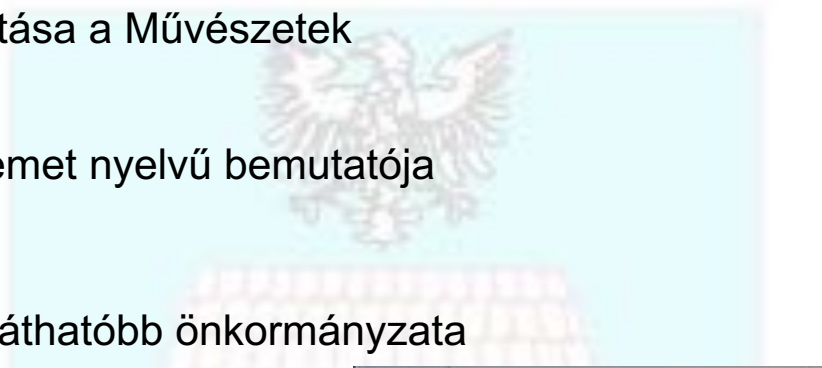 tása a Művészetek
emet nyelvű bemutatója
áthatóbb önkormányzata